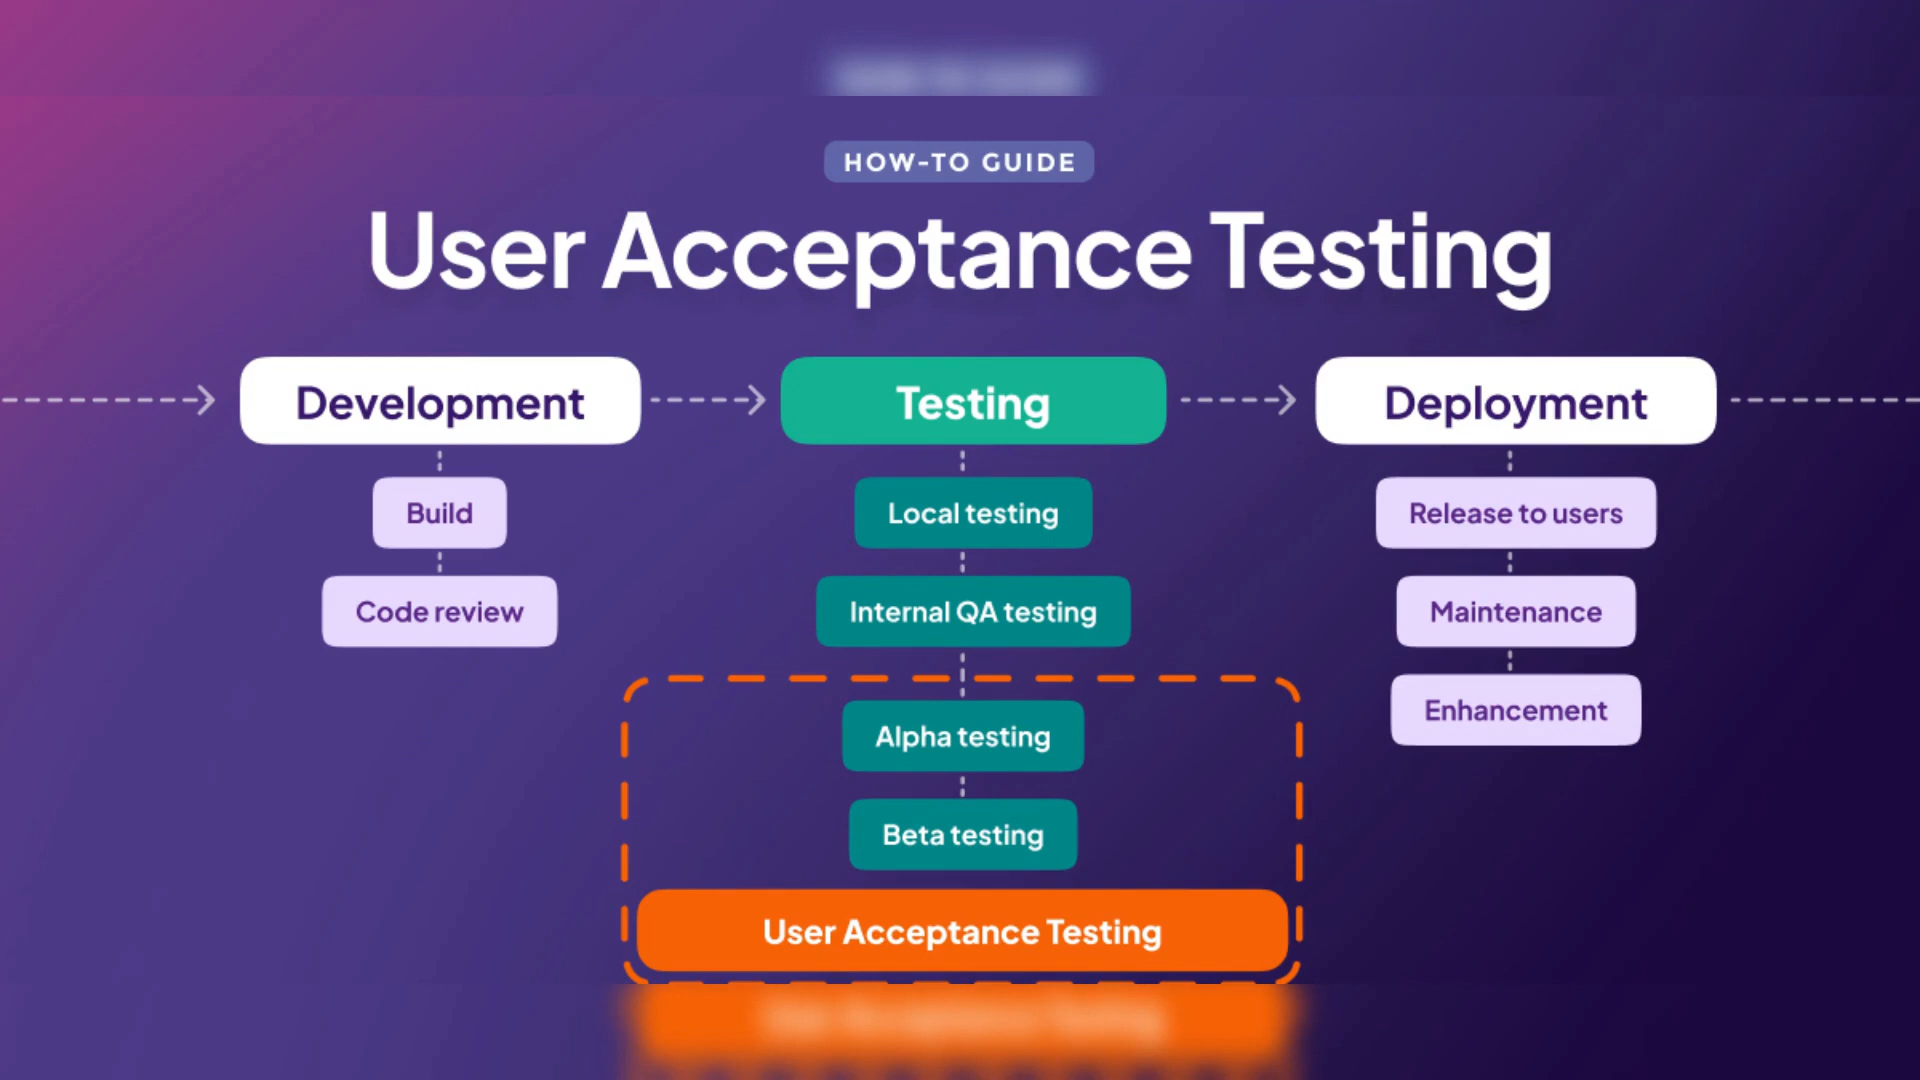 HOW-TO GUIDE
User Acceptance Testing
Development
Testing
Deployment
Build
Local testing
Release to users
Code review
Internal QA testing
Maintenance
Alpha testing
Enhancement
Beta testing
User Acceptance Testing